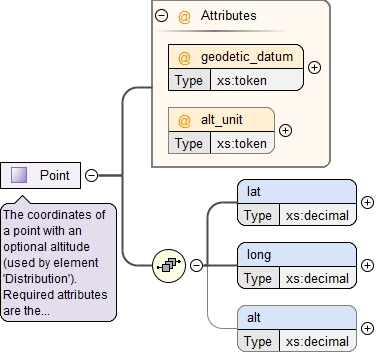 @ Attributes
@ geodetic_datum
Type xs:token
@ alt_unit
Type xs:token
Point
The coordinates of
a point with an
optional altitude
(used by element
'Distribution').
Required attributes
are the...
lat
Type xs:decimal
long
Type xs:decimal
alt
Type xs:decimal